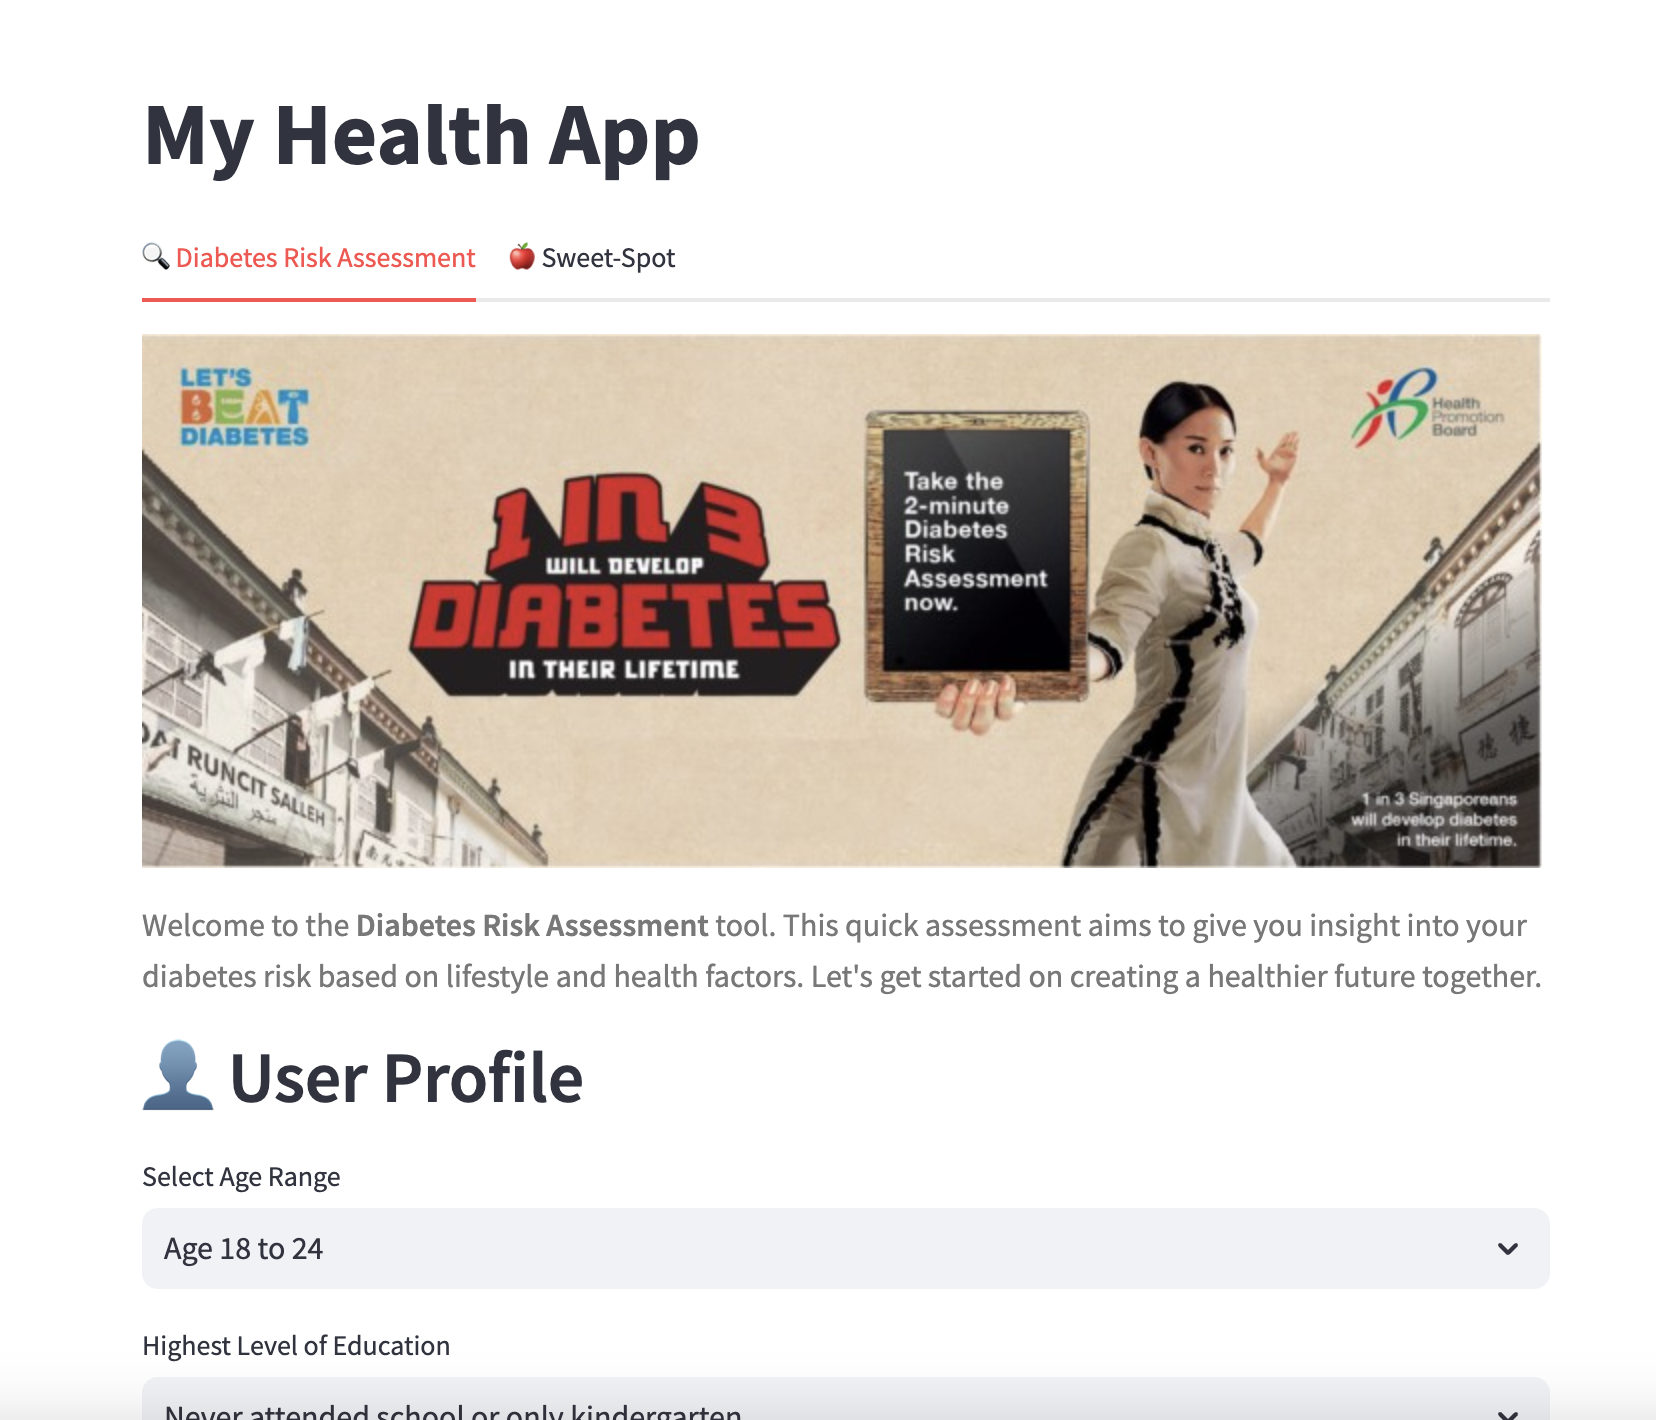 My Health App
Diabetes Risk Assessment
Sweet-Spot
LET'S
BEAT
DIABETES
Health
Promotion
Board
1 IN 3
WILL DEVELOP
DIABETES
IN THEIR LIFETIME
Take the
2-minute
Diabetes
Risk
Assessment
now.
RUNCIT SALLEH
1 in 3 Singaporeans
will develop diabetes
in their lifetime.
Welcome to the Diabetes Risk Assessment tool. This quick assessment aims to give you insight into your
diabetes risk based on lifestyle and health factors. Let's get started on creating a healthier future together.
User Profile
Select Age Range
Age 18 to 24
Highest Level of Education
Never attended school or only kindergarten